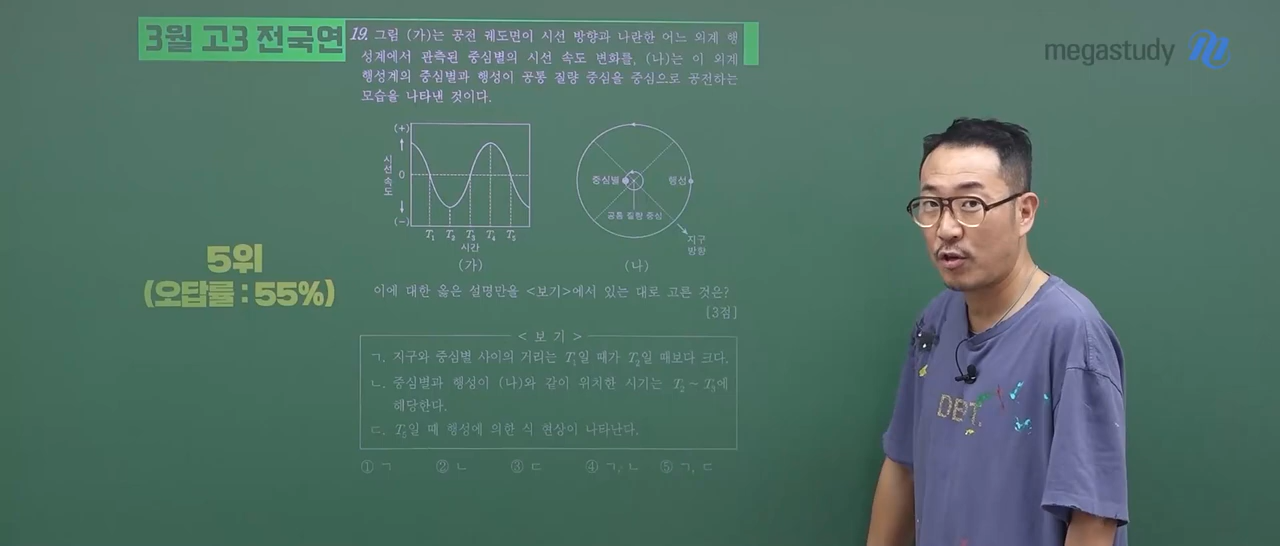 3월 고3 전국연
19. 그림 (가)는 공전 궤도면이 시선 방향과 나란한 어느 외계 행
성계에서 관측된 중심별의 시선 속도 변화를, (나)는 이 외계
행성계의 중심별과 행성이 공통 질량 중심을 중심으로 공전하는
모습을 나타낸 것이다.
(+)
시선 속도
0
(-)
T₁ T₂ T₃ T₄ T₅
시간
(가)
중심별
행성
공통 질량 중심
지구
방향
(나)
5위
(오답률 : 55%)
이에 대한 옳은 설명만을 <보기>에서 있는 대로 고른 것은?
[3점]
< 보 기 >
ㄱ. 지구와 중심별 사이의 거리는 T₁일 때가 T₂일 때보다 크다.
ㄴ. 중심별과 행성이 (나)와 같이 위치한 시기는 T₂ ~ T₃에
해당한다.
ㄷ. T₅일 때 행성에 의한 식 현상이 나타난다.
① ㄱ ② ㄴ ③ ㄷ ④ ㄱ, ㄴ ⑤ ㄱ, ㄷ
megastudy
DBT